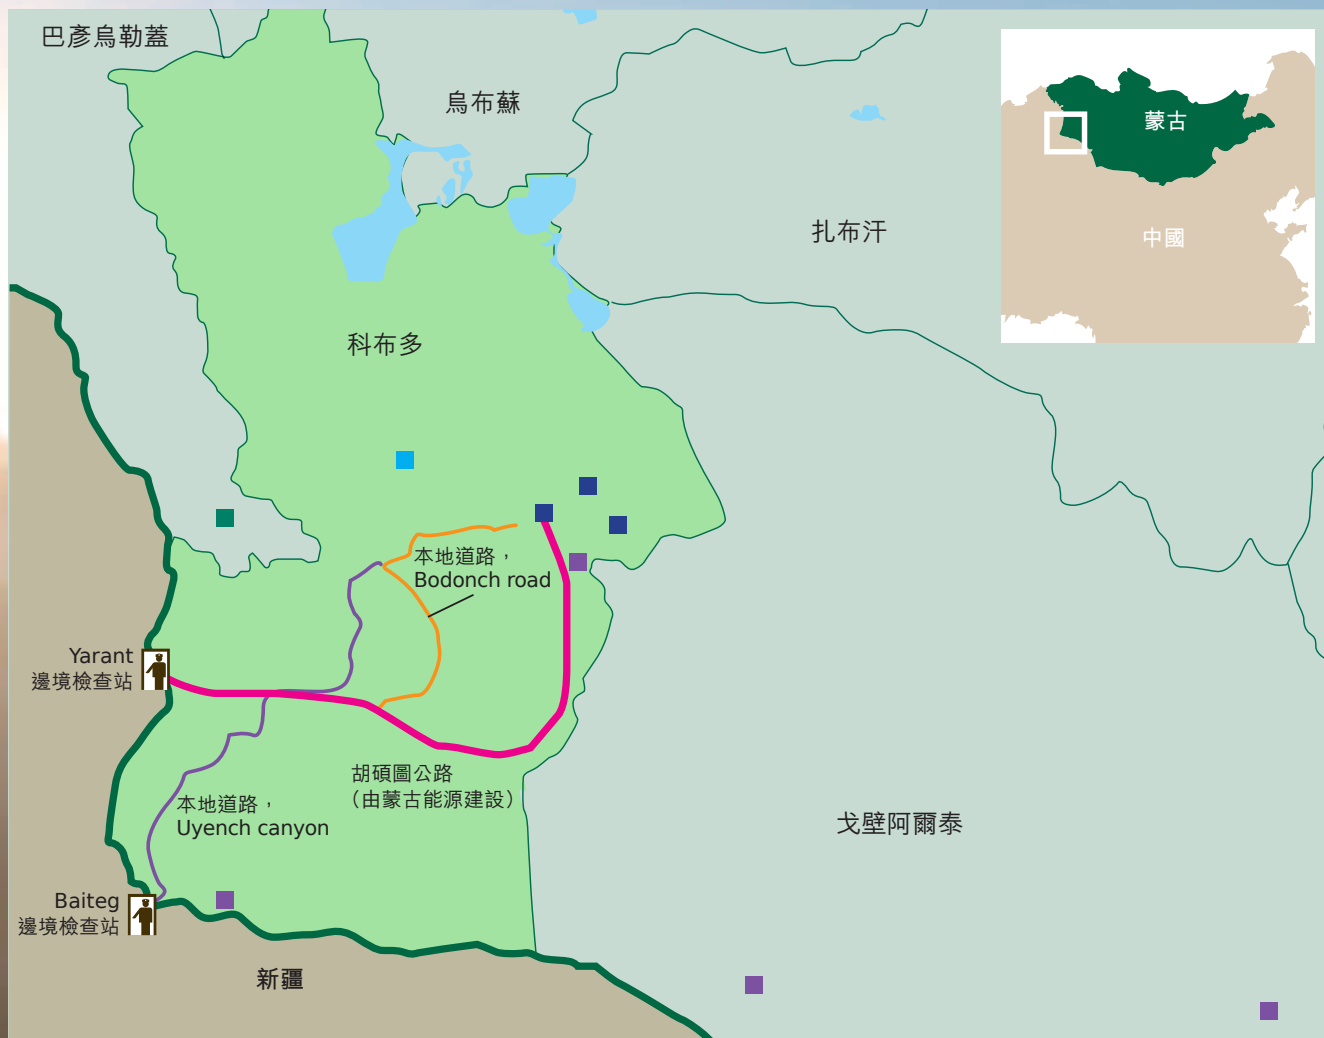 巴彥烏勒蓋
烏布蘇
蒙古
中國
扎布汗
科布多
本地道路，
Bodonch road
Yarant
邊境檢查站
胡碩圖公路
（由蒙古能源建設）
本地道路，
Uyench canyon
戈壁阿爾泰
Baiteg
邊境檢查站
新疆